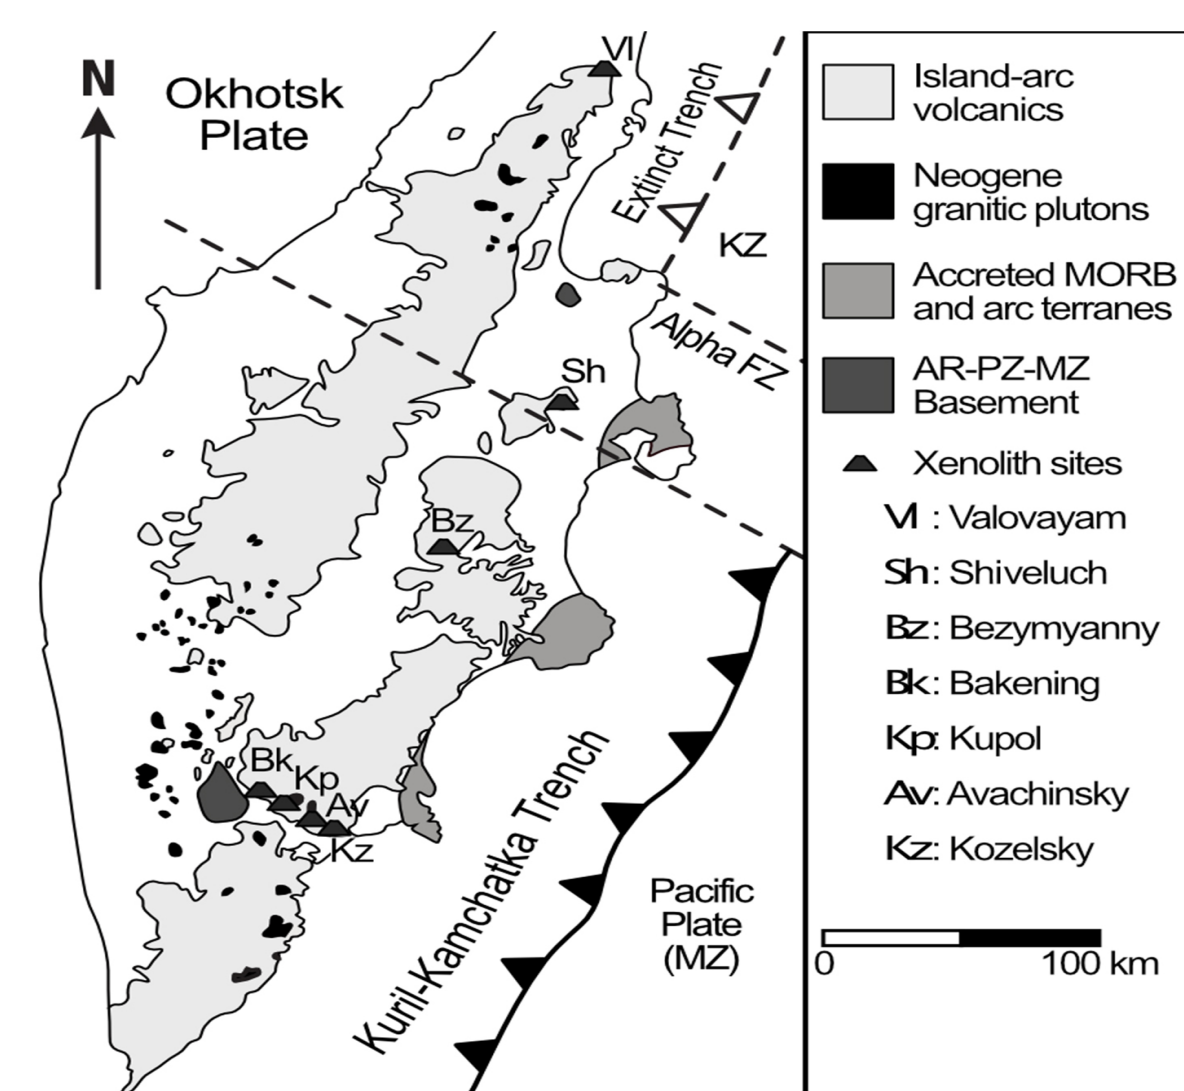 N
Okhotsk
Plate
Vl
Extinct Trench
KZ
Alpha FZ
Sh
Bz
Bk
Kp
Av
Kz
Kuril-Kamchatka Trench
Pacific
Plate
(MZ)
Island-arc
volcanics
Neogene
granitic plutons
Accreted MORB
and arc terranes
AR-PZ-MZ
Basement
Xenolith sites
Vl : Valovayam
Sh: Shiveluch
Bz: Bezymyanny
Bk: Bakening
Kp: Kupol
Av: Avachinsky
Kz: Kozelsky
0 100 km